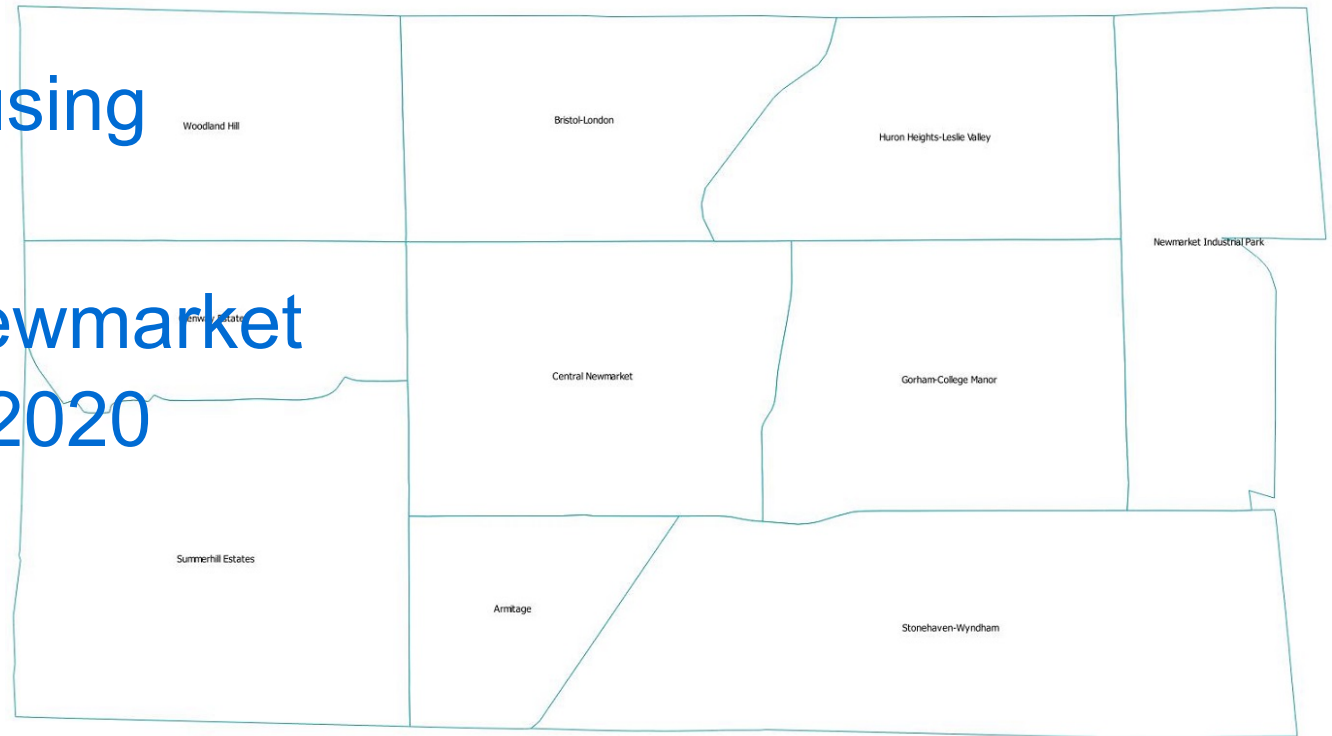 using
Woodland Hill
Bristol-London
Huron Heights-Leslie Valley
Newmarket Industrial Park
ewmarket
2020
Central Newmarket
Gorham-College Manor
Summerhill Estates
Armitage
Stonehaven-Wyndham